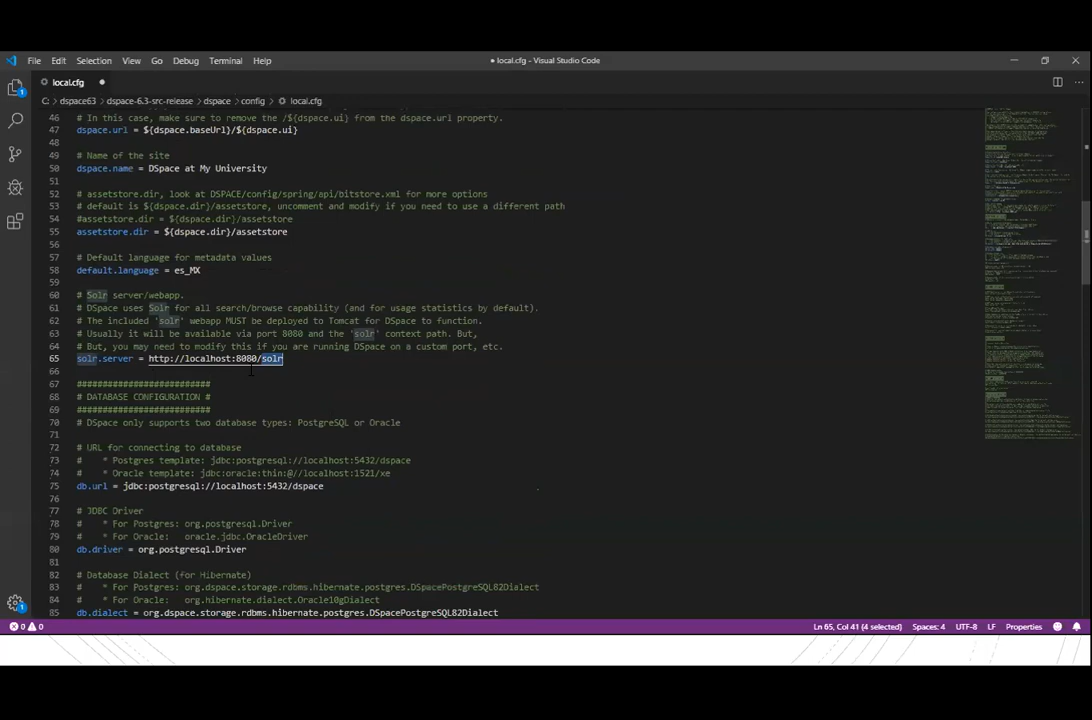 File Edit Selection View Go Debug Terminal Help
● local.cfg - Visual Studio Code
local.cfg ●
C: > dspace63 > dspace-6.3-src-release > dspace > config > local.cfg
46 # In this case, make sure to remove the /${dspace.ui} from the dspace.url property.
47 dspace.url = ${dspace.baseUrl}/${dspace.ui}
48
49 # Name of the site
50 dspace.name = DSpace at My University
51
52 # assetstore.dir, look at DSPACE/config/spring/api/bitstore.xml for more options
53 # default is ${dspace.dir}/assetstore, uncomment and modify if you need to use a different path
54 #assetstore.dir = ${dspace.dir}/assetstore
55 assetstore.dir = ${dspace.dir}/assetstore
56
57 # Default language for metadata values
58 default.language = es_MX
59
60 # Solr server/webapp.
61 # DSpace uses Solr for all search/browse capability (and for usage statistics by default).
62 # The included 'solr' webapp MUST be deployed to Tomcat for DSpace to function.
63 # Usually it will be available via port 8080 and the 'solr' context path. But,
64 # But, you may need to modify this if you are running DSpace on a custom port, etc.
65 solr.server = http://localhost:8080/solr
66
67 ##########################
68 # DATABASE CONFIGURATION #
69 ##########################
70 # DSpace only supports two database types: PostgreSQL or Oracle
71
72 # URL for connecting to database
73 #    * Postgres template: jdbc:postgresql://localhost:5432/dspace
74 #    * Oracle template: jdbc:oracle:thin:@//localhost:1521/xe
75 db.url = jdbc:postgresql://localhost:5432/dspace
76
77 # JDBC Driver
78 #    * For Postgres: org.postgresql.Driver
79 #    * For Oracle:   oracle.jdbc.OracleDriver
80 db.driver = org.postgresql.Driver
81
82 # Database Dialect (for Hibernate)
83 #    * For Postgres: org.dspace.storage.rdbms.hibernate.postgres.DSpacePostgreSQL82Dialect
84 #    * For Oracle:   org.hibernate.dialect.Oracle10gDialect
85 db.dialect = org.dspace.storage.rdbms.hibernate.postgres.DSpacePostgreSQL82Dialect
0 0 Ln 65, Col 41 (4 selected) Spaces: 4 UTF-8 LF Properties